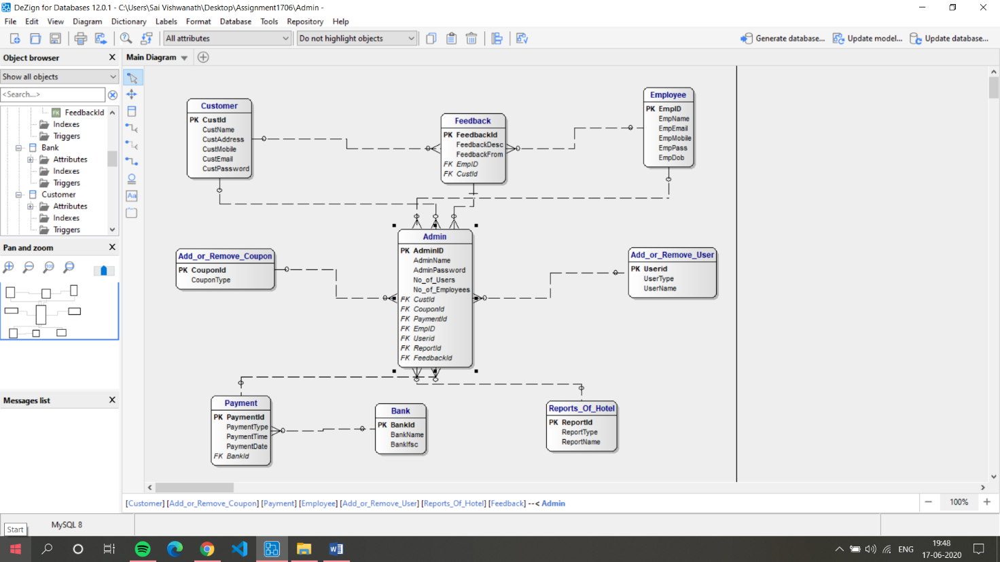 DeZign for Databases 12.0.1 - C:\Users\Sai Vishwanath\Desktop\Assignment1706\Admin -
File Edit View Diagram Dictionary Labels Format Database Tools Repository Help
All attributes
Do not highlight objects
Generate database...
Update model...
Update database...
Object browser
Main Diagram
Show all objects
<Search...>
FK FeedbackId
Indexes
Triggers
Bank
Attributes
Indexes
Triggers
Customer
Attributes
Indexes
Triggers
Pan and zoom
100
Messages list
Aa
Customer
PK CustId
CustName
CustAddress
CustMobile
CustEmail
CustPassword
Feedback
PK FeedbackId
FeedbackDesc
FeedbackFrom
FK EmpID
FK CustId
Employee
PK EmpID
EmpName
EmpEmail
EmpMobile
EmpPass
EmpDob
Add_or_Remove_Coupon
PK CouponId
CouponType
Admin
PK AdminID
AdminName
AdminPassword
No_of_Users
No_of_Employees
FK CustId
FK CouponId
FK PaymentId
FK EmpID
FK Userid
FK ReportId
FK FeedbackId
Add_or_Remove_User
PK Userid
UserType
UserName
Payment
PK PaymentId
PaymentType
PaymentTime
PaymentDate
FK BankId
Bank
PK BankId
BankName
BankIfsc
Reports_Of_Hotel
PK ReportId
ReportType
ReportName
[Customer] [Add_or_Remove_Coupon] [Payment] [Employee] [Add_or_Remove_User] [Reports_Of_Hotel] [Feedback] --< Admin
100%
Start
MySQL 8
ENG
19:48
17-06-2020